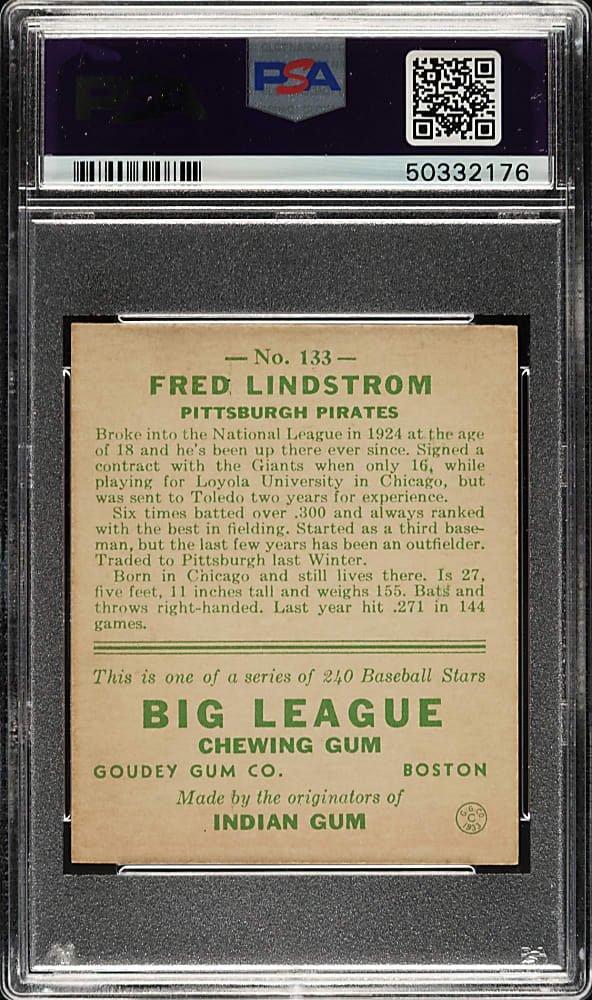 PSA
PSA
50332176
— No. 133 —
FRED LINDSTROM
PITTSBURGH PIRATES
Broke into the National League in 1924 at the age
of 18 and he's been up there ever since. Signed a
contract with the Giants when only 16, while
playing for Loyola University in Chicago, but
was sent to Toledo two years for experience.
Six times batted over .300 and always ranked
with the best in fielding. Started as a third base-
man, but the last few years has been an outfielder.
Traded to Pittsburgh last Winter.
Born in Chicago and still lives there. Is 27,
five feet, 11 inches tall and weighs 155. Bats and
throws right-handed. Last year hit .271 in 144
games.
This is one of a series of 240 Baseball Stars
BIG LEAGUE
CHEWING GUM
GOUDEY GUM CO. BOSTON
Made by the originators of
INDIAN GUM
G.G.CO.
C
1933